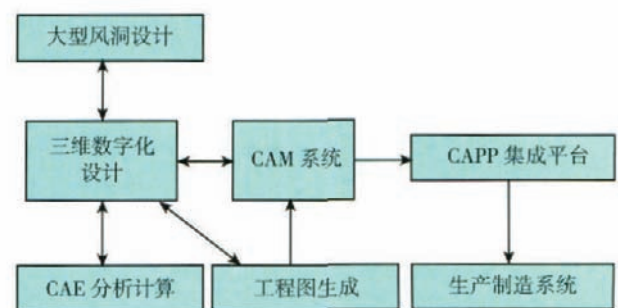 大型风洞设计
三维数字化
设计
CAM 系统
CAPP 集成平台
CAE 分析计算
工程图生成
生产制造系统